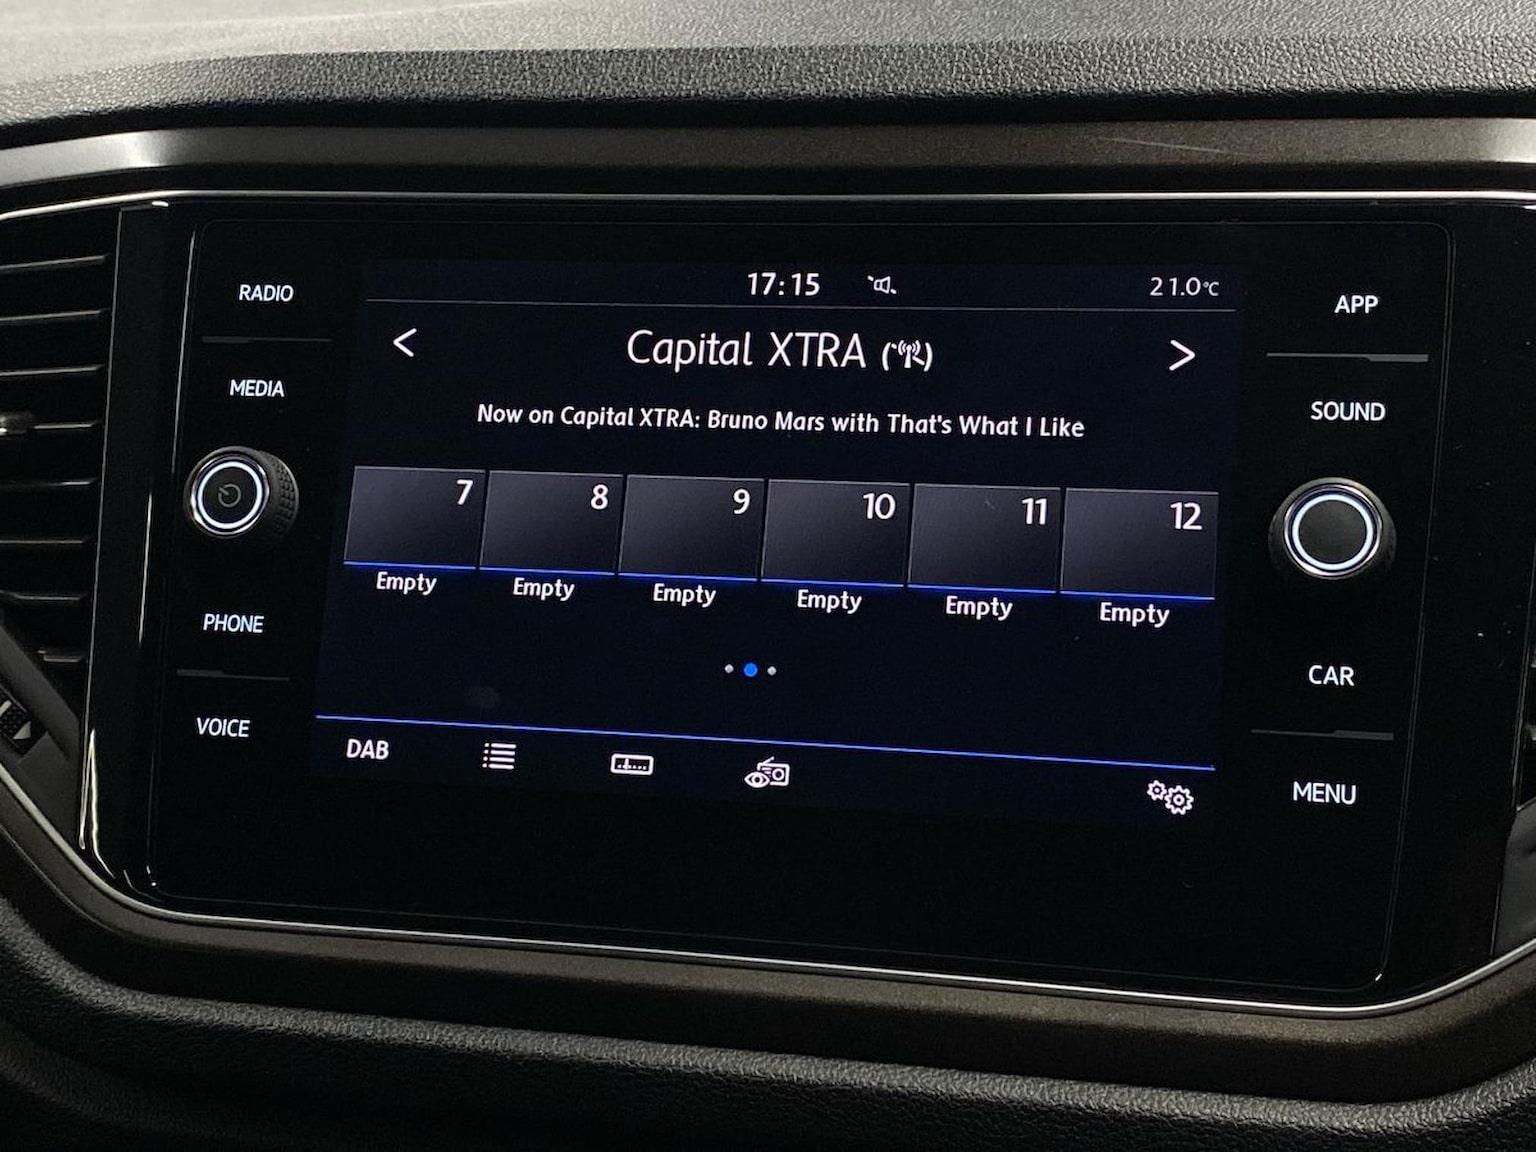 RADIO
MEDIA
PHONE
VOICE
17:15
21.0°C
Capital XTRA
Now on Capital XTRA: Bruno Mars with That's What I Like
7 8 9 10 11 12
Empty Empty Empty Empty Empty Empty
DAB
APP
SOUND
CAR
MENU